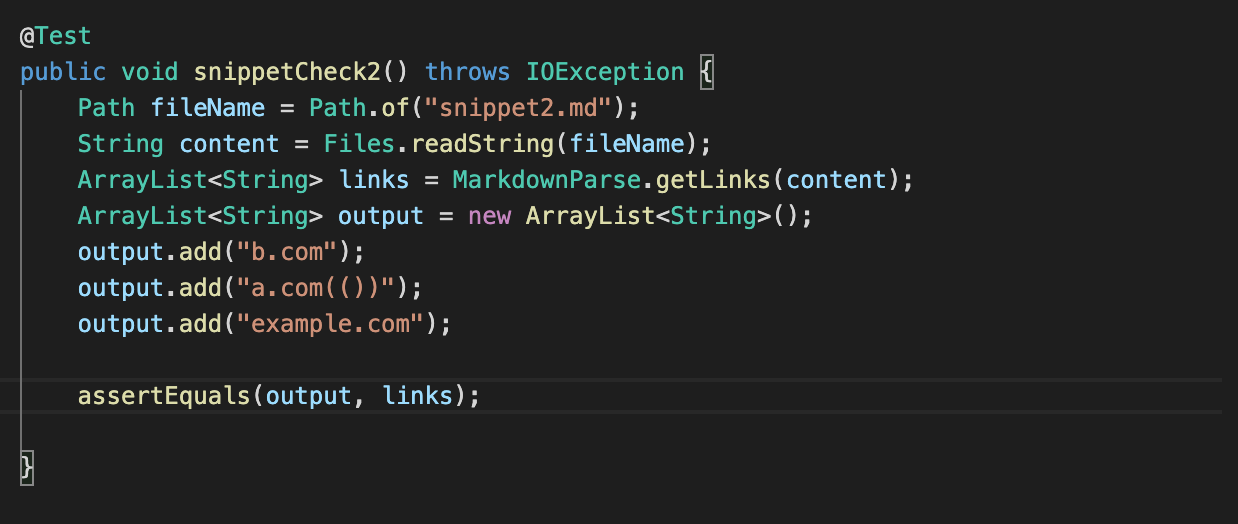 @Test
public void snippetCheck2() throws IOException {
    Path fileName = Path.of("snippet2.md");
    String content = Files.readString(fileName);
    ArrayList<String> links = MarkdownParse.getLinks(content);
    ArrayList<String> output = new ArrayList<String>();
    output.add("b.com");
    output.add("a.com(())");
    output.add("example.com");
    assertEquals(output, links);
}